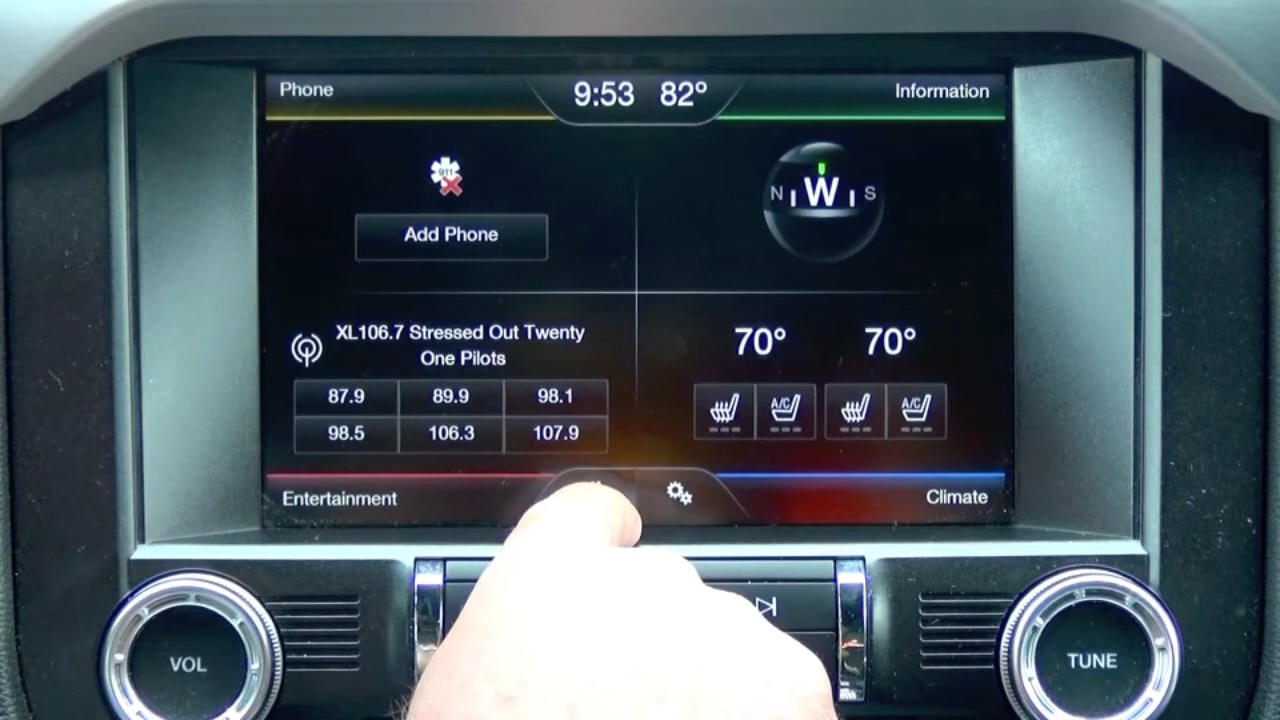 Phone
9:53 82°
Information
911
Add Phone
N W S
XL106.7 Stressed Out Twenty
One Pilots
87.9 89.9 98.1
98.5 106.3 107.9
70° 70°
A/C A/C
Entertainment
Climate
VOL
TUNE